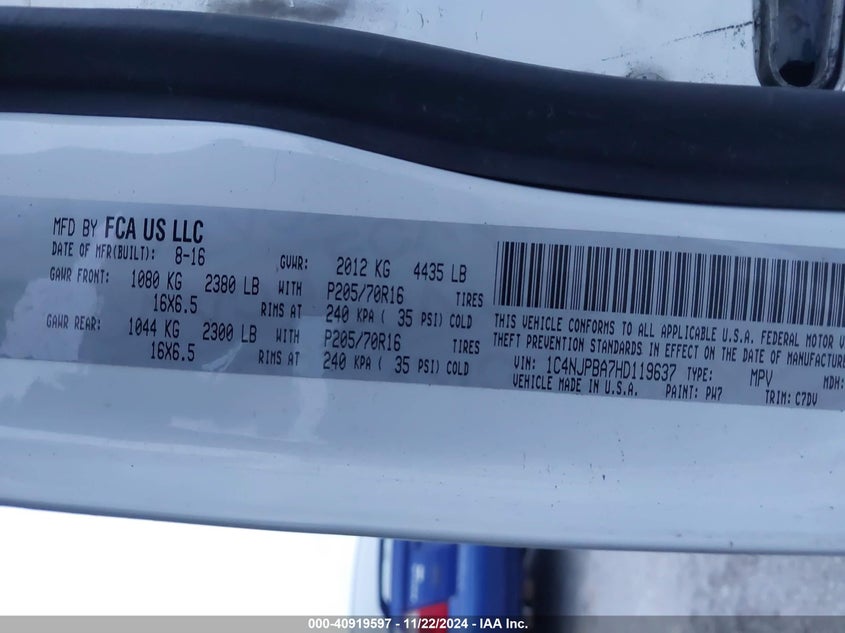 MFD BY FCA US LLC
DATE OF MFR(BUILT): 8-16 GVWR: 2012 KG 4435 LB
GAWR FRONT: 1080 KG 2380 LB WITH P205/70R16 TIRES
16X6.5 RIMS AT 240 KPA ( 35 PSI) COLD
GAWR REAR: 1044 KG 2300 LB WITH P205/70R16 TIRES
16X6.5 RIMS AT 240 KPA ( 35 PSI) COLD
THIS VEHICLE CONFORMS TO ALL APPLICABLE U.S.A. FEDERAL MOTOR V
THEFT PREVENTION STANDARDS IN EFFECT ON THE DATE OF MANUFACTURE
VIN: 1C4NJPBA7HD119637 TYPE: MPV MDH:
VEHICLE MADE IN U.S.A. PAINT: PW7 TRIM: C7DV
000-40919597 - 11/22/2024 - IAA Inc.